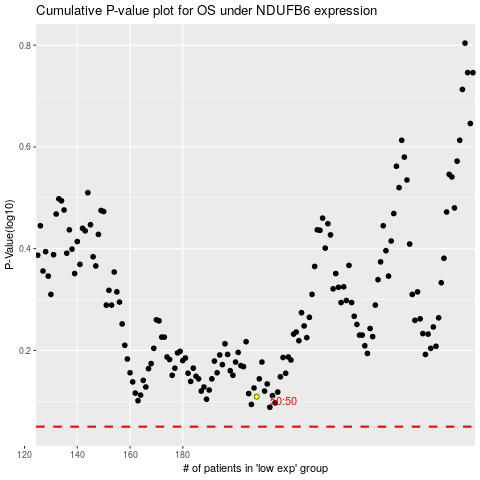 Cumulative P-value plot for OS under NDUFB6 expression
P-Value(log10)
0.8
0.6
0.4
0.2
50:50
120 140 160 180
# of patients in 'low exp' group